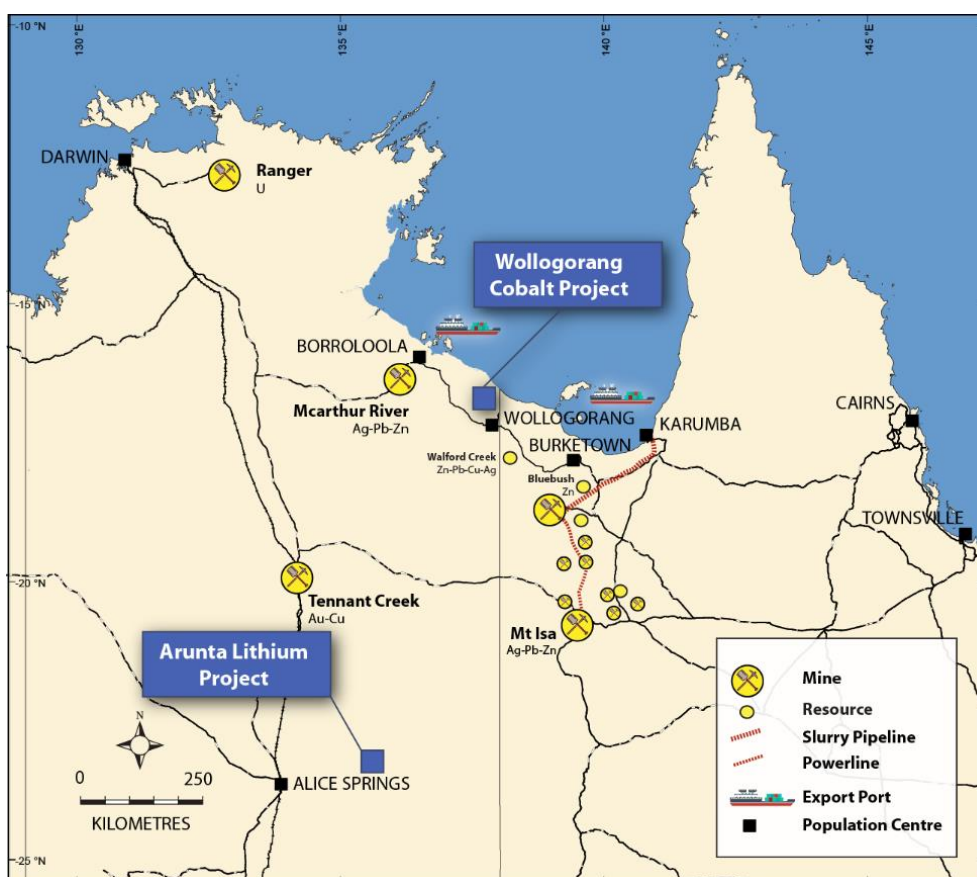 -10 °N
130 °E
135 °E
140 °E
145 °E
DARWIN
Ranger
U
Wollogorang
Cobalt Project
-15 °N
BORROLOOLA
Mcarthur River
Ag-Pb-Zn
WOLLOGORANG
KARUMBA
CAIRNS
BURKETOWN
Walford Creek
Zn-Pb-Cu-Ag
Bluebush
Zn
TOWNSVILLE
-20 °N
Tennant Creek
Au-Cu
Mt Isa
Ag-Pb-Zn
Arunta Lithium
Project
N
0 250
KILOMETRES
ALICE SPRINGS
Mine
Resource
Slurry Pipeline
Powerline
Export Port
Population Centre
-25 °N